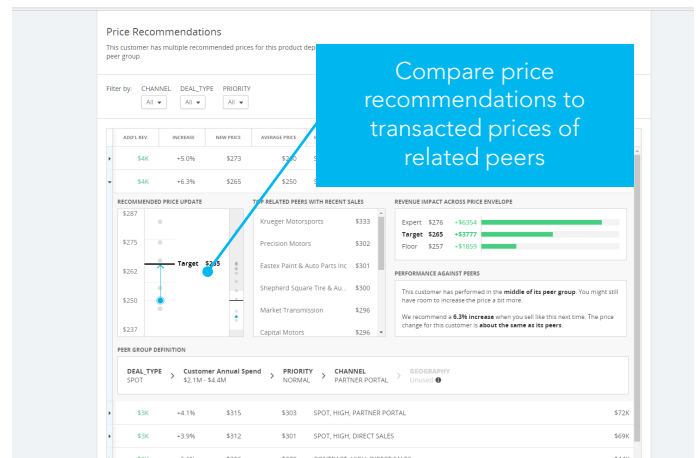 Price Recommendations
This customer has multiple recommended prices for this product dep
peer group.
Compare price
recommendations to
transacted prices of
related peers
Filter by: CHANNEL DEAL_TYPE PRIORITY
All All All
ADD'L REV. INCREASE NEW PRICE AVERAGE PRICE
$4K +5.0% $273
$4K +6.3% $265 $250
RECOMMENDED PRICE UPDATE TOP RELATED PEERS WITH RECENT SALES REVENUE IMPACT ACROSS PRICE ENVELOPE
$287
$275
$262
$250
$237
Target $265
Krueger Motorsports $333
Precision Motors $302
Eastex Paint & Auto Parts Inc $301
Shepherd Square Tire & Au... $300
Market Transmission $296
Capital Motors $296
Expert $276 +$6354
Target $265 +$3777
Floor $257 +$1859
PERFORMANCE AGAINST PEERS
This customer has performed in the middle of its peer group. You might still
have room to increase the price a bit more.
We recommend a 6.3% increase when you sell like this next time. The price
change for this customer is about the same as its peers.
PEER GROUP DEFINITION
DEAL_TYPE > Customer Annual Spend > PRIORITY > CHANNEL > GEOGRAPHY
SPOT $2.1M - $4.4M NORMAL PARTNER PORTAL Unused
$3K +4.1% $315 $303 SPOT, HIGH, PARTNER PORTAL $72K
$3K +3.9% $312 $301 SPOT, HIGH, DIRECT SALES $69K